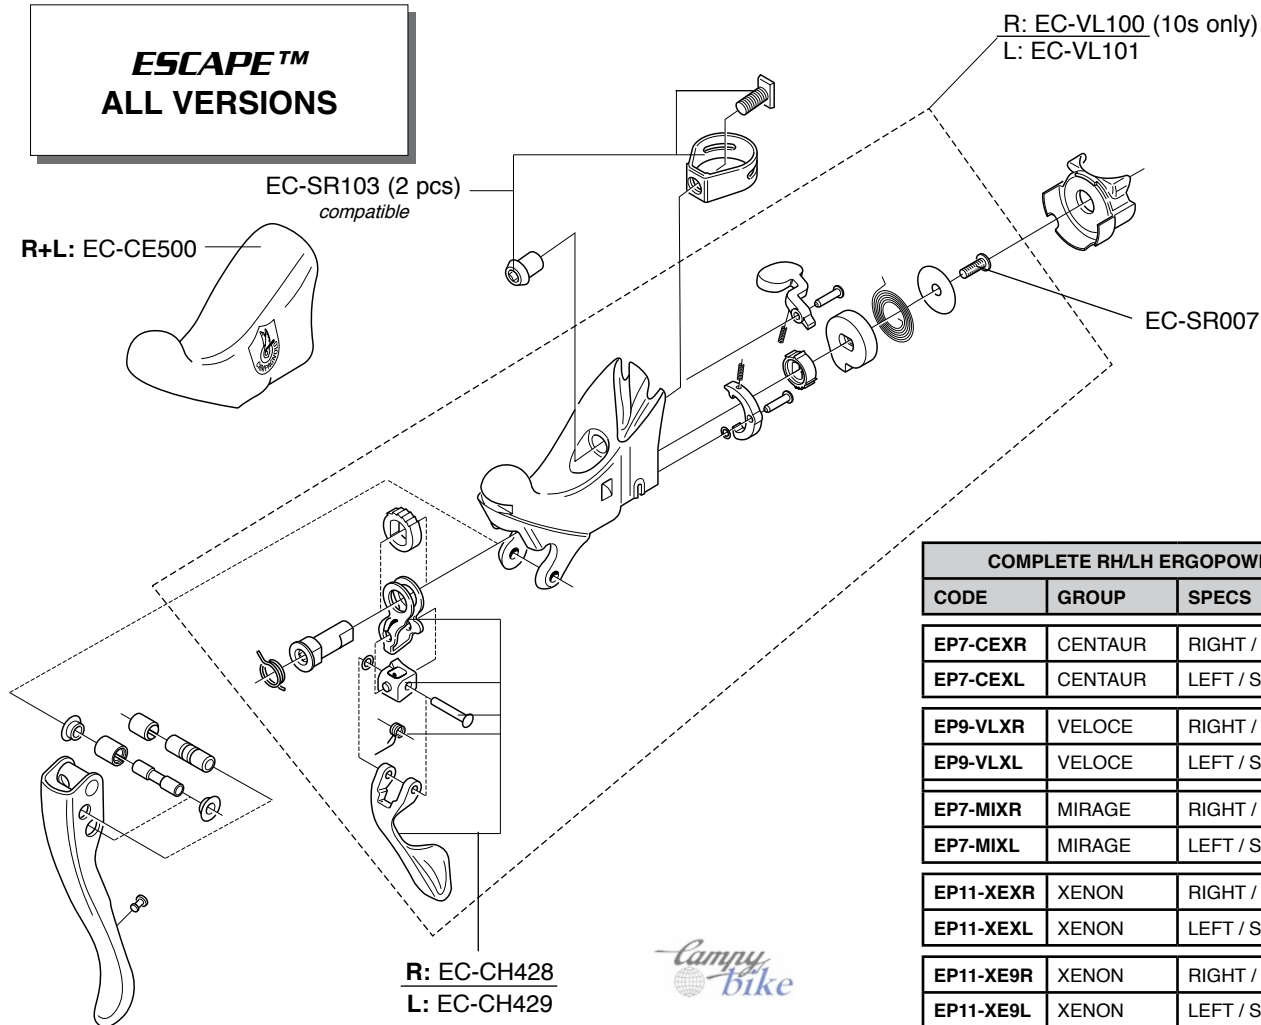 ESCAPE™
ALL VERSIONS
R: EC-VL100 (10s only)
L: EC-VL101
EC-SR103 (2 pcs)
compatible
R+L: EC-CE500
EC-SR007
R: EC-CH428
L: EC-CH429
Campy
bike
COMPLETE RH/LH ERGOPOW
CODE GROUP SPECS
EP7-CEXR CENTAUR RIGHT /
EP7-CEXL CENTAUR LEFT / S
EP9-VLXR VELOCE RIGHT /
EP9-VLXL VELOCE LEFT / S
EP7-MIXR MIRAGE RIGHT /
EP7-MIXL MIRAGE LEFT / S
EP11-XEXR XENON RIGHT /
EP11-XEXL XENON LEFT / S
EP11-XE9R XENON RIGHT /
EP11-XE9L XENON LEFT / S